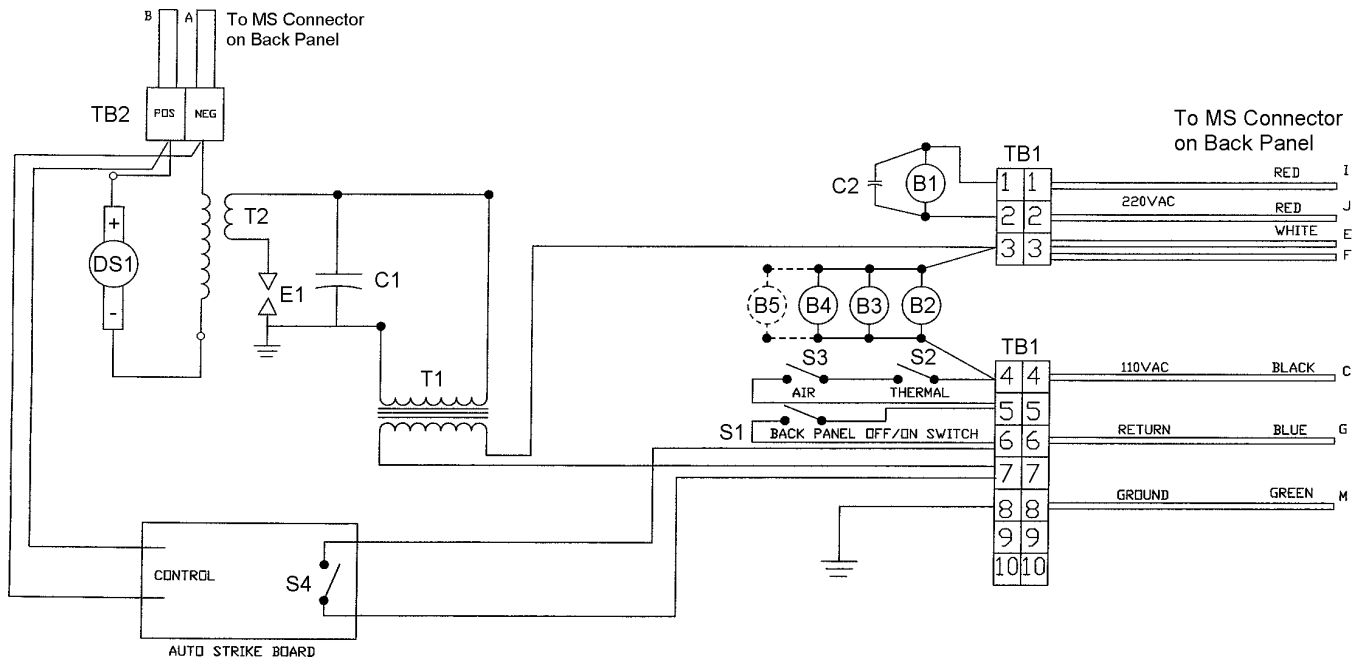 B A To MS Connector
on Back Panel
TB2 POS NEG
To MS Connector
on Back Panel
TB1
C2 B1 1 1 RED I
220VAC
2 2 RED J
3 3 WHITE E
F
T2
+
DS1
-
E1
C1
B5 B4 B3 B2
TB1
S3 S2
4 4 110VAC BLACK C
AIR THERMAL
T1
5 5
S1 BACK PANEL OFF/ON SWITCH
6 6 RETURN BLUE G
7 7
8 8 GROUND GREEN M
9 9
10 10
CONTROL S4
AUTO STRIKE BOARD